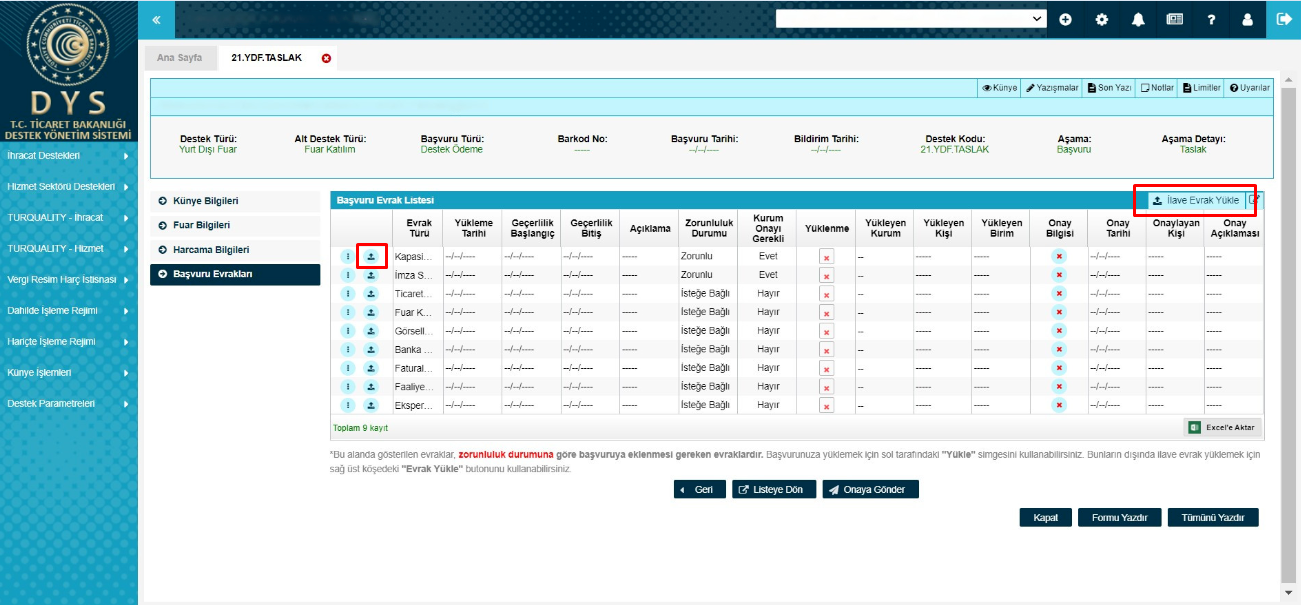 Ana Sayfa
21.YDF.TASLAK
DYS
T.C. TİCARET BAKANLIĞI
DESTEK YÖNETİM SİSTEMİ
İhracat Destekleri
Hizmet Sektörü Destekleri
TURQUALITY - İhracat
TURQUALITY - Hizmet
Vergi Resim Harç İstisnası
Dahilde İşleme Rejimi
Hariçte İşleme Rejimi
Künye İşlemleri
Destek Parametreleri
Künye Yazışmalar Son Yazı Notlar Limitler Uyarılar
Destek Türü: Alt Destek Türü: Başvuru Türü: Barkod No: Başvuru Tarihi: Bildirim Tarihi: Destek Kodu: Aşama: Aşama Detayı:
Yurt Dışı Fuar Fuar Katılım Destek Ödeme ----- --/--/---- --/--/---- 21.YDF.TASLAK Başvuru Taslak
Künye Bilgileri
Fuar Bilgileri
Harcama Bilgileri
Başvuru Evrakları
Başvuru Evrak Listesi
İlave Evrak Yükle
Evrak Türü Yükleme Tarihi Geçerlilik Başlangıç Geçerlilik Bitiş Açıklama Zorunluluk Durumu Kurum Onayı Gerekli Yüklenme Yükleyen Kurum Yükleyen Kişi Yükleyen Birim Onay Bilgisi Onay Tarihi Onaylayan Kişi Onay Açıklaması
Kapasi... --/--/---- --/--/---- --/--/---- ----- Zorunlu Evet -- ----- ----- --/--/---- ----- -----
İmza S... --/--/---- --/--/---- --/--/---- ----- Zorunlu Evet -- ----- ----- --/--/---- ----- -----
Ticaret... --/--/---- --/--/---- --/--/---- ----- İsteğe Bağlı Hayır -- ----- ----- --/--/---- ----- -----
Fuar K... --/--/---- --/--/---- --/--/---- ----- İsteğe Bağlı Hayır -- ----- ----- --/--/---- ----- -----
Görsell... --/--/---- --/--/---- --/--/---- ----- İsteğe Bağlı Hayır -- ----- ----- --/--/---- ----- -----
Banka ... --/--/---- --/--/---- --/--/---- ----- İsteğe Bağlı Hayır -- ----- ----- --/--/---- ----- -----
Fatural... --/--/---- --/--/---- --/--/---- ----- İsteğe Bağlı Hayır -- ----- ----- --/--/---- ----- -----
Faaliye... --/--/---- --/--/---- --/--/---- ----- İsteğe Bağlı Hayır -- ----- ----- --/--/---- ----- -----
Eksper... --/--/---- --/--/---- --/--/---- ----- İsteğe Bağlı Hayır -- ----- ----- --/--/---- ----- -----
Toplam 9 kayıt
Excel'e Aktar
*Bu alanda gösterilen evraklar, zorunluluk durumuna göre başvuruya eklenmesi gereken evraklardır. Başvurunuza yüklemek için sol tarafındaki "Yükle" simgesini kullanabilirsiniz. Bunların dışında ilave evrak yüklemek için
sağ üst köşedeki "Evrak Yükle" butonunu kullanabilirsiniz.
Geri Listeye Dön Onaya Gönder
Kapat Formu Yazdır Tümünü Yazdır